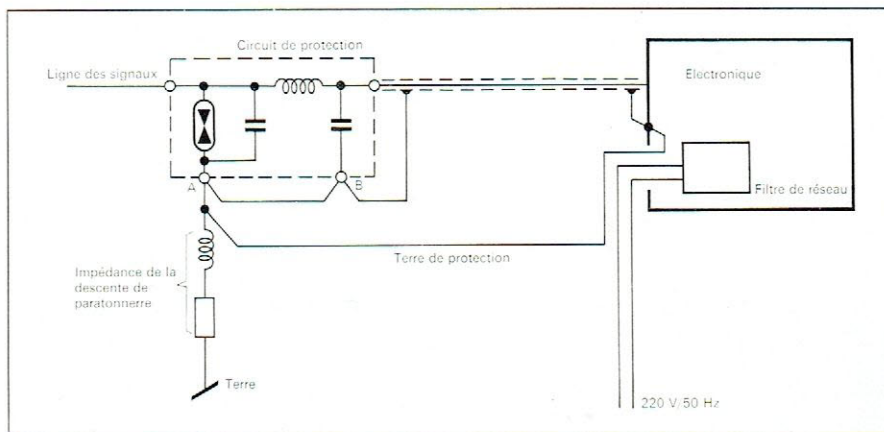 Circuit de protection
Ligne des signaux
Electronique
A
B
Filtre de réseau
Terre de protection
Impédance de la
descente de
paratonnerre
Terre
220 V/50 Hz